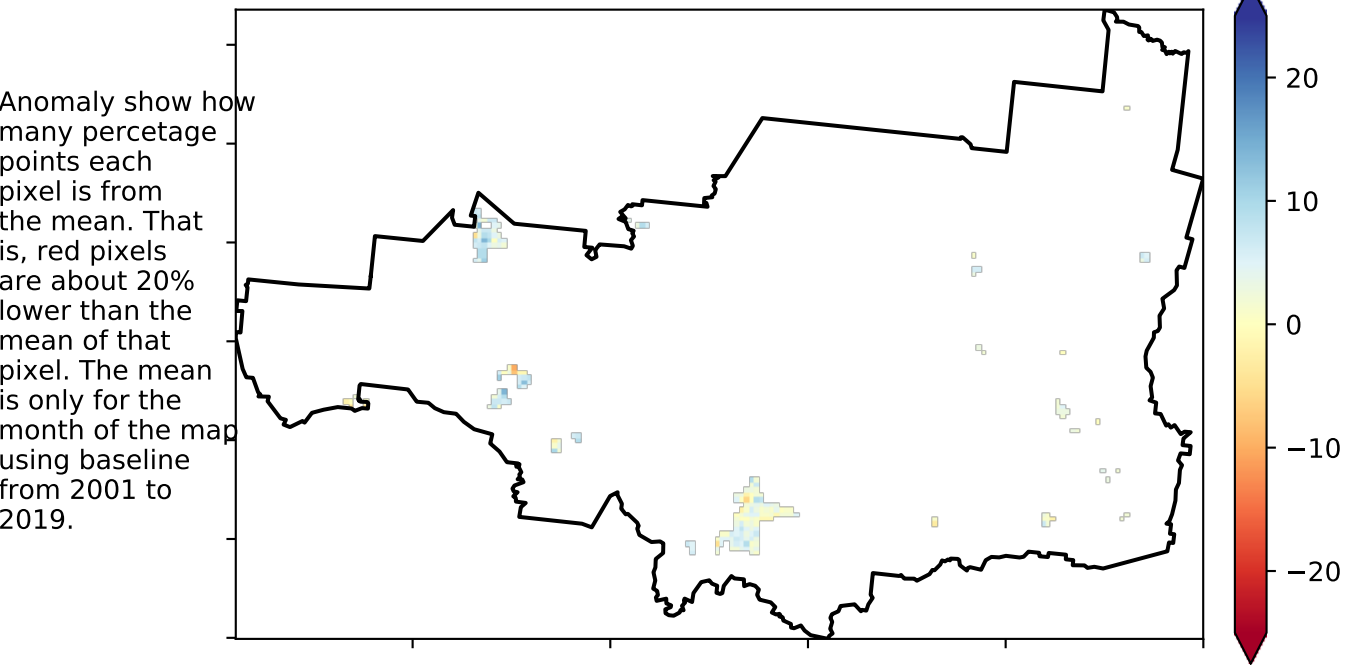 Anomaly show how
many percetage
points each
pixel is from
the mean. That
is, red pixels
are about 20%
lower than the
mean of that
pixel. The mean
is only for the
month of the map
using baseline
from 2001 to
2019.
20
10
0
−10
−20